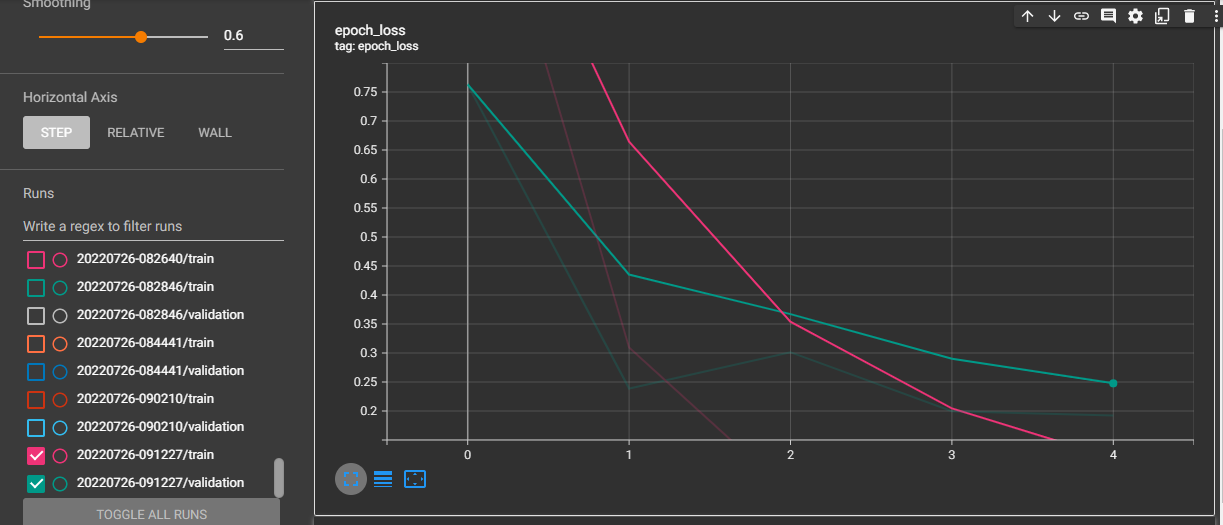 Smoothing
0.6
Horizontal Axis
STEP RELATIVE WALL
Runs
Write a regex to filter runs
20220726-082640/train
20220726-082846/train
20220726-082846/validation
20220726-084441/train
20220726-084441/validation
20220726-090210/train
20220726-090210/validation
20220726-091227/train
20220726-091227/validation
TOGGLE ALL RUNS
epoch_loss
tag: epoch_loss
0.75
0.7
0.65
0.6
0.55
0.5
0.45
0.4
0.35
0.3
0.25
0.2
0 1 2 3 4